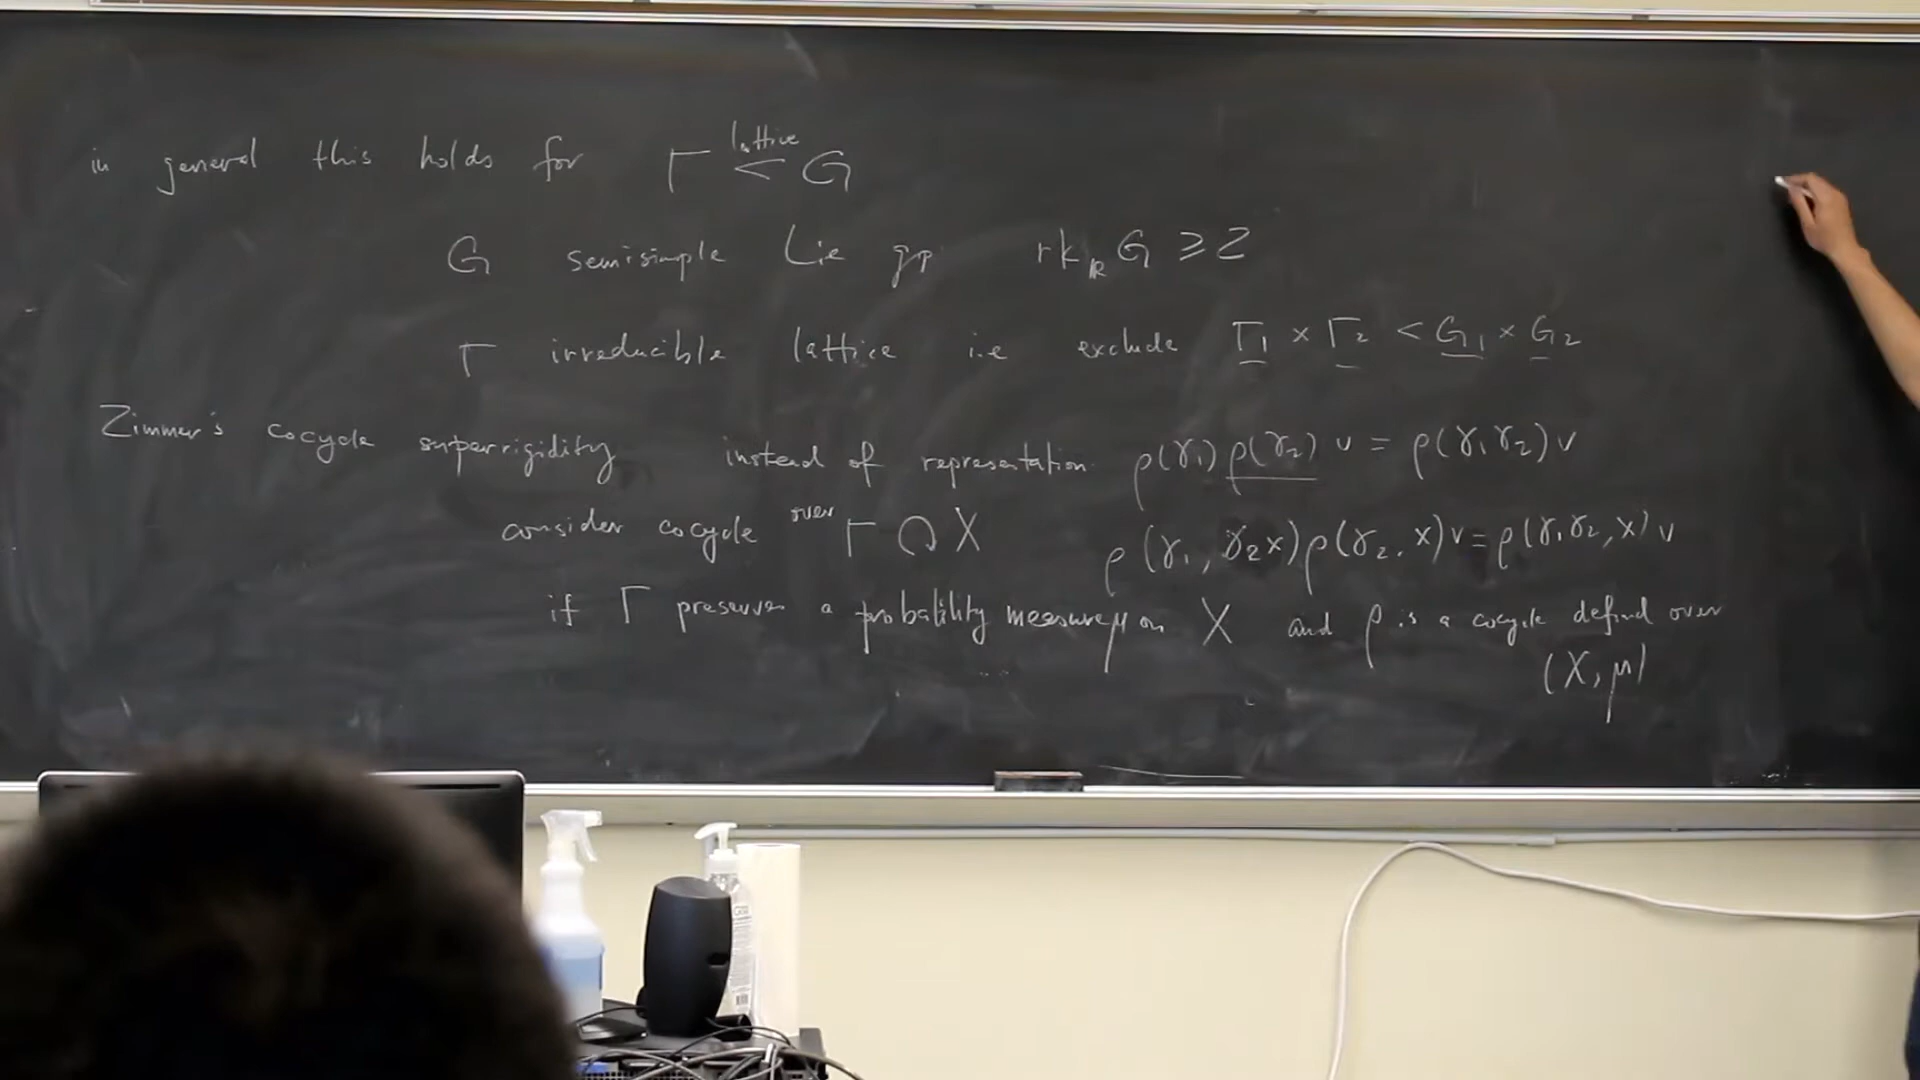 in general this holds for Γ <^{lattice} G
G semisimple Lie gp rk_ℝ G ⩾ 2
Γ irreducible lattice i.e exclude Γ₁ × Γ₂ < G₁ × G₂
Zimmer's cocycle superrigidity instead of representation ρ(γ₁)ρ(γ₂)v = ρ(γ₁γ₂)v
consider cocycle over Γ ↷ X ρ(γ₁, γ₂x)ρ(γ₂, x)v = ρ(γ₁γ₂, x)v
if Γ preserves a probability measure μ on X and ρ is a cocycle defined over
(X, μ)